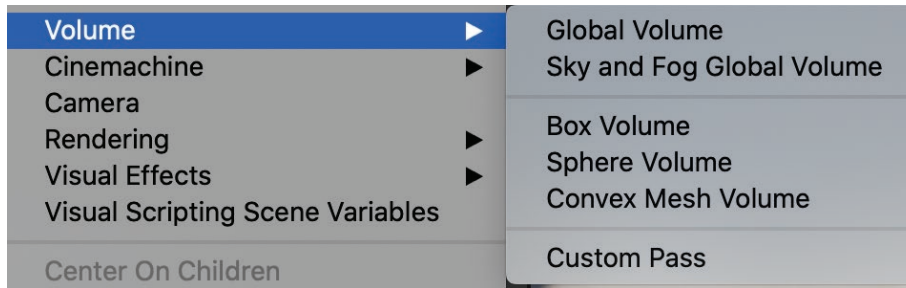 Volume
Cinemachine
Camera
Rendering
Visual Effects
Visual Scripting Scene Variables
Center On Children
Global Volume
Sky and Fog Global Volume
Box Volume
Sphere Volume
Convex Mesh Volume
Custom Pass